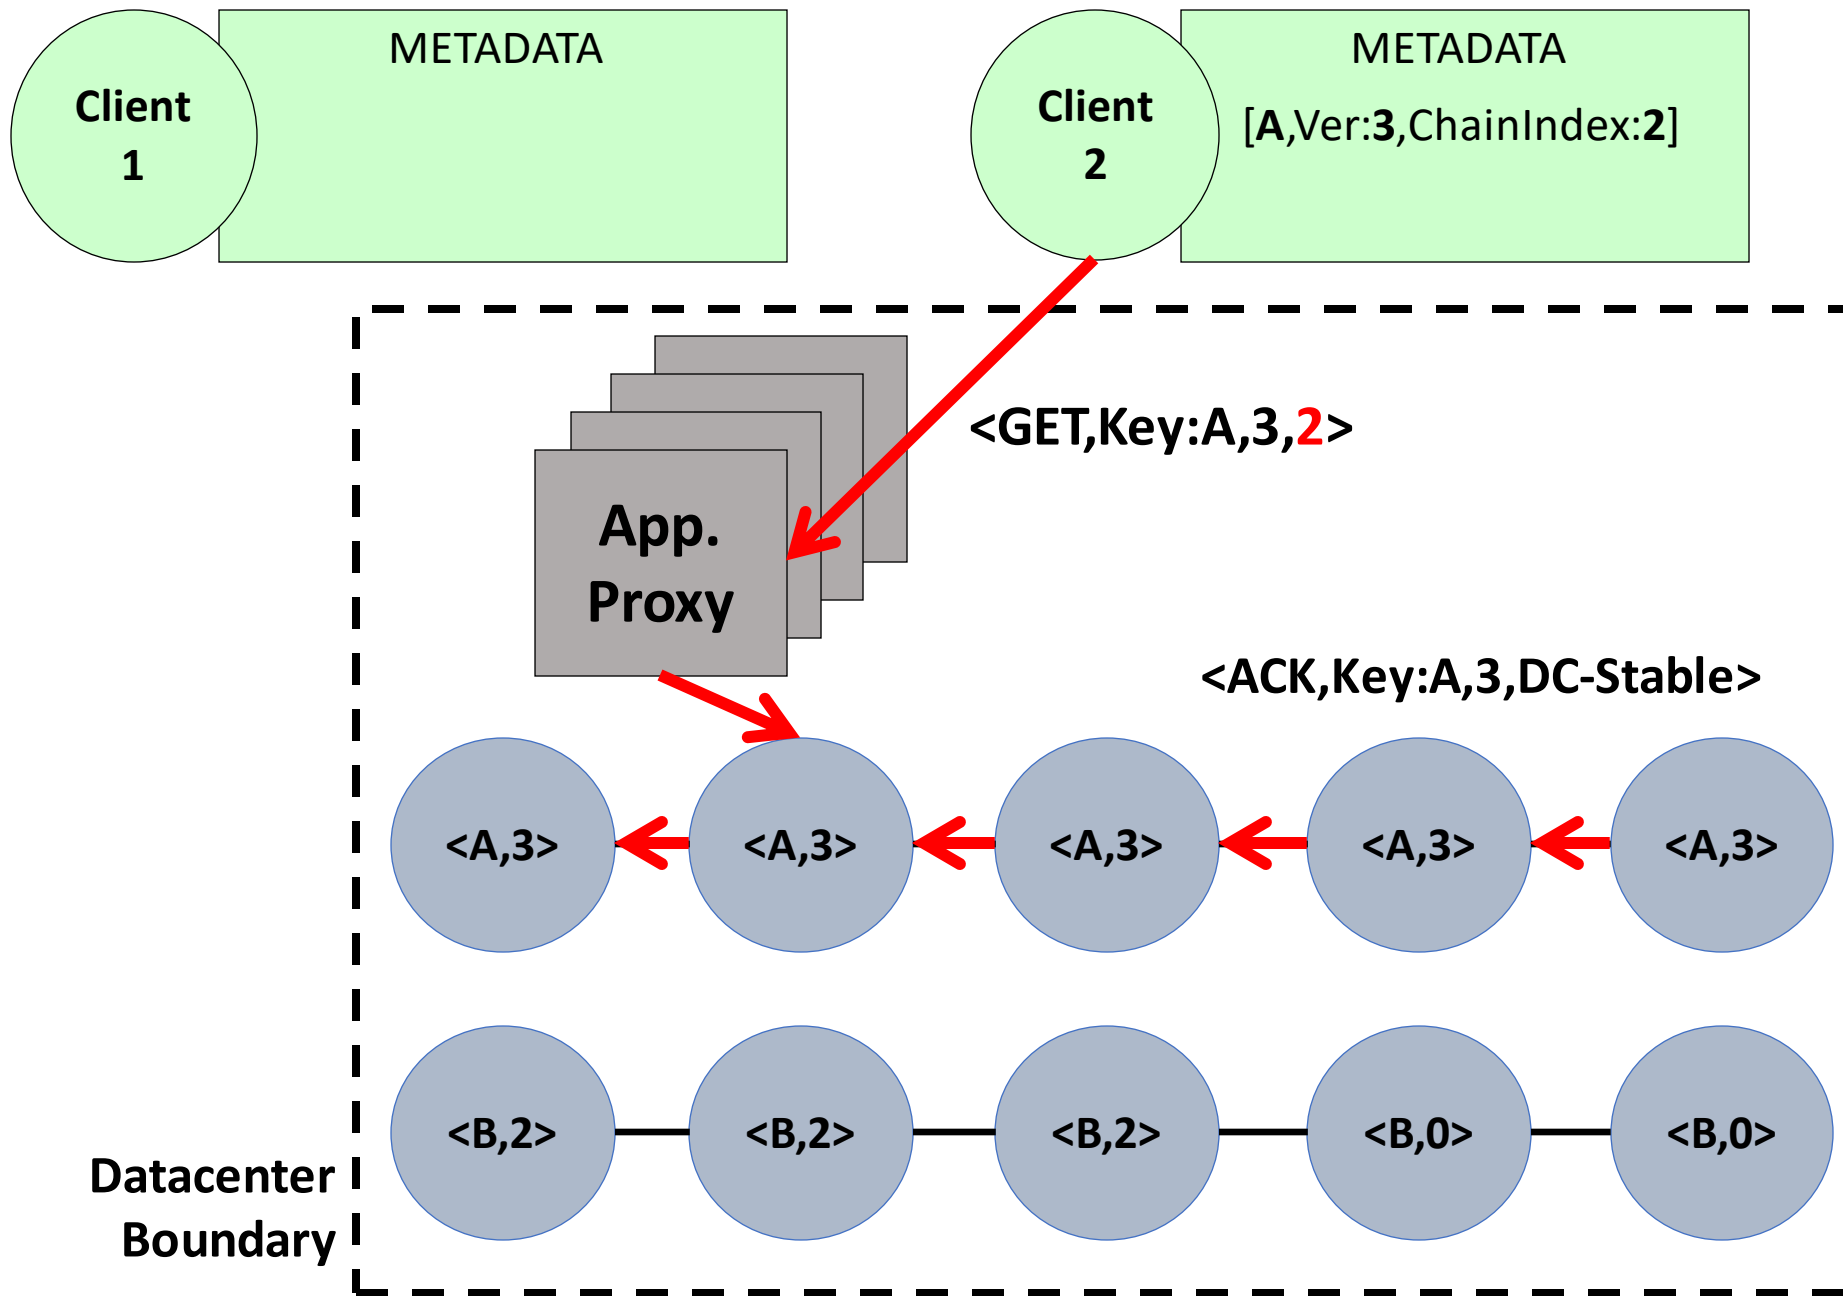 METADATA
Client
1
METADATA
Client
2
[A,Ver:3,ChainIndex:2]
<GET,Key:A,3,2>
App.
Proxy
<ACK,Key:A,3,DC-Stable>
<A,3> <A,3> <A,3> <A,3> <A,3>
<B,2> <B,2> <B,2> <B,0> <B,0>
Datacenter
Boundary